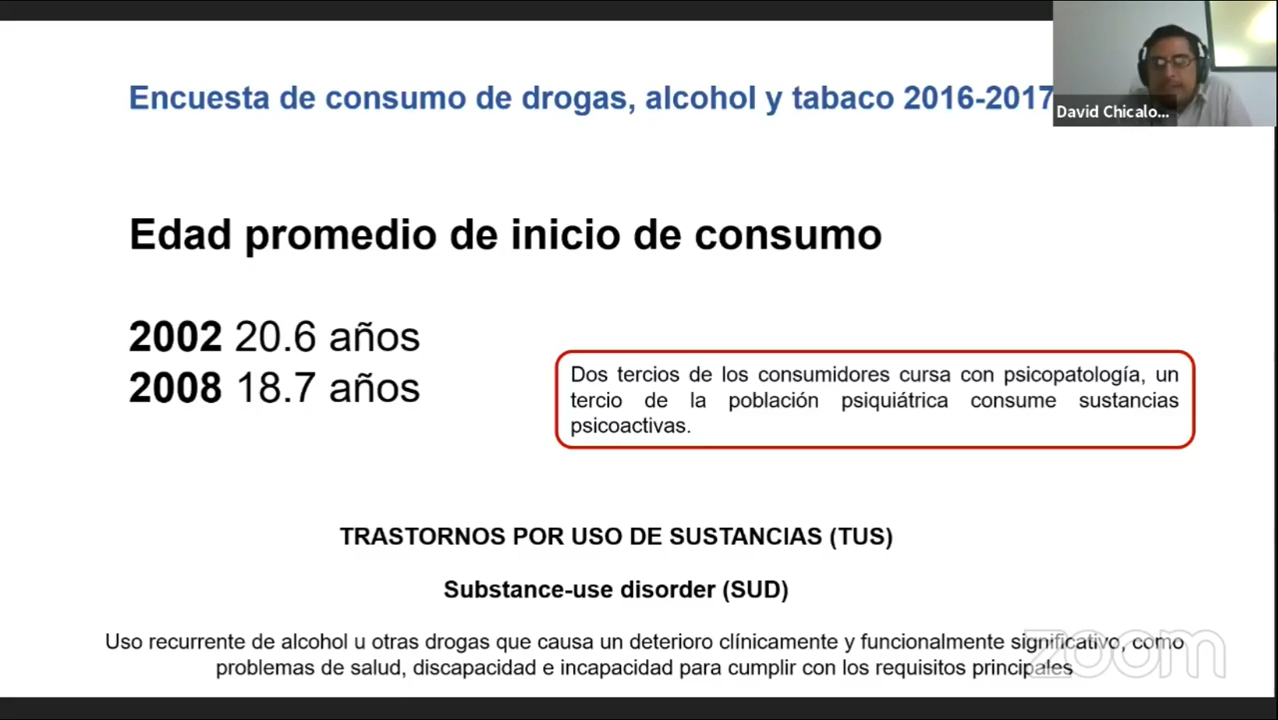 Encuesta de consumo de drogas, alcohol y tabaco 2016-2017
David Chicalo...
Edad promedio de inicio de consumo
2002 20.6 años
2008 18.7 años
Dos tercios de los consumidores cursa con psicopatología, un
tercio de la población psiquiátrica consume sustancias
psicoactivas.
TRASTORNOS POR USO DE SUSTANCIAS (TUS)
Substance-use disorder (SUD)
Uso recurrente de alcohol u otras drogas que causa un deterioro clínicamente y funcionalmente significativo, como
problemas de salud, discapacidad e incapacidad para cumplir con los requisitos principales
zoom